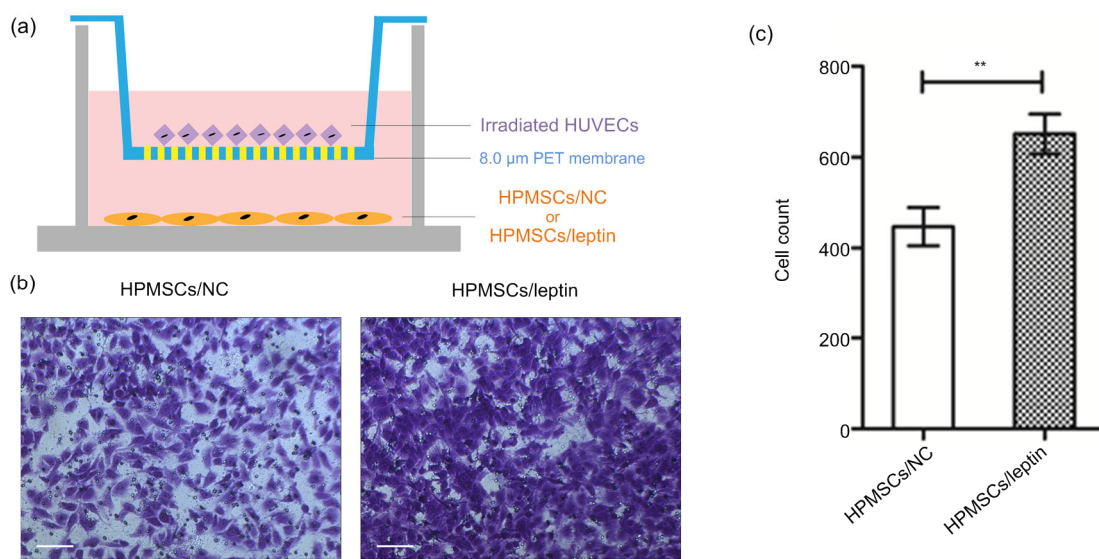 (a)
Irradiated HUVECs
8.0 μm PET membrane
HPMSCs/NC
or
HPMSCs/leptin
(b)
HPMSCs/NC
HPMSCs/leptin
(c)
**
800
600
400
200
0
Cell count
HPMSCs/NC
HPMSCs/leptin